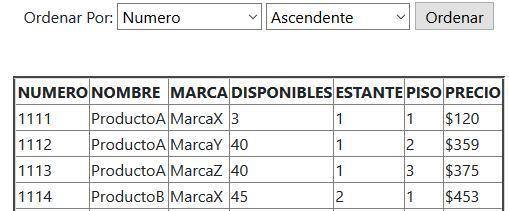 Ordenar Por: Numero Ascendente Ordenar
NUMERO NOMBRE MARCA DISPONIBLES ESTANTE PISO PRECIO
1111 ProductoA MarcaX 3 1 1 $120
1112 ProductoA MarcaY 40 1 2 $359
1113 ProductoA MarcaZ 40 1 3 $375
1114 ProductoB MarcaX 45 2 1 $453